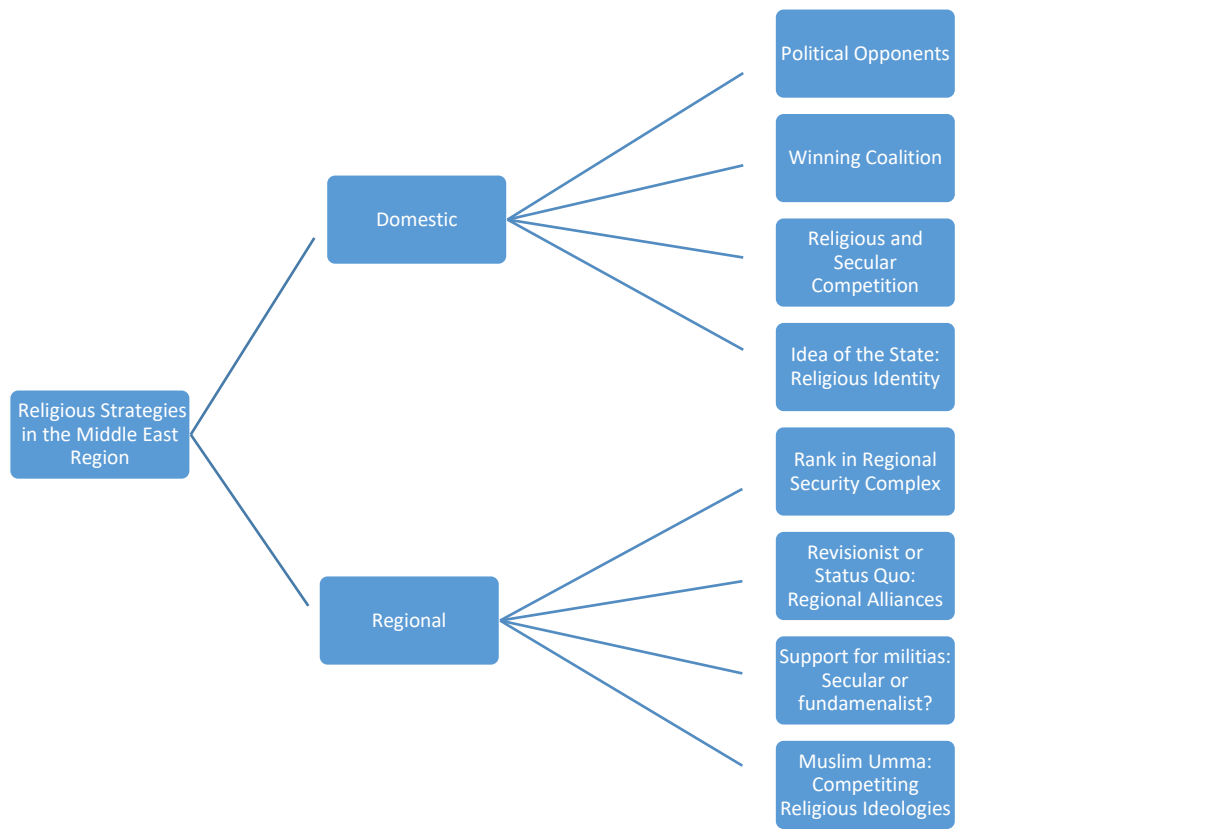 Religious Strategies
in the Middle East
Region
Domestic
Political Opponents
Winning Coalition
Religious and
Secular
Competition
Idea of the State:
Religious Identity
Regional
Rank in Regional
Security Complex
Revisionist or
Status Quo:
Regional Alliances
Support for militias:
Secular or
fundamenalist?
Muslim Umma:
Competiting
Religious Ideologies